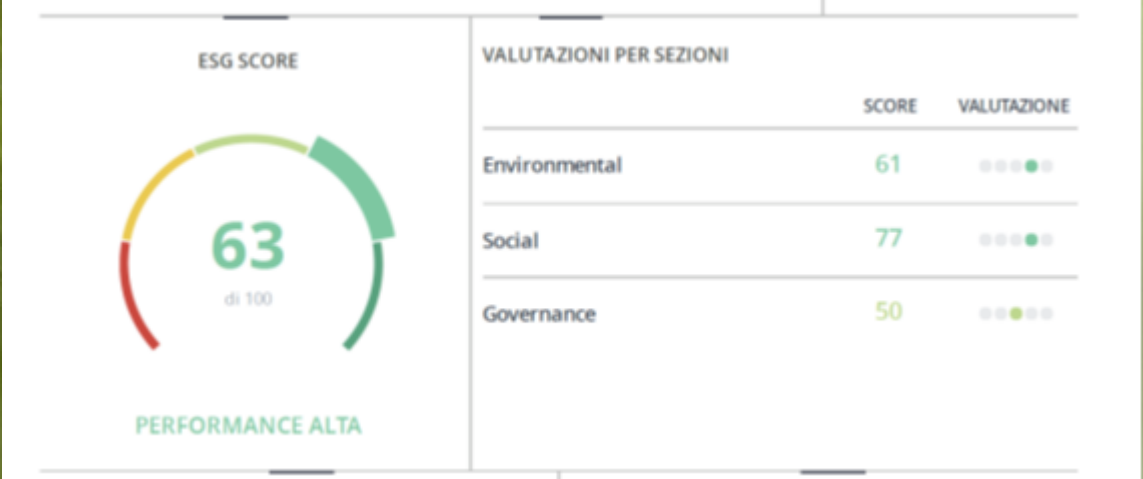 ESG SCORE
63
di 100
PERFORMANCE ALTA
VALUTAZIONI PER SEZIONI
SCORE VALUTAZIONE
Environmental 61
Social 77
Governance 50